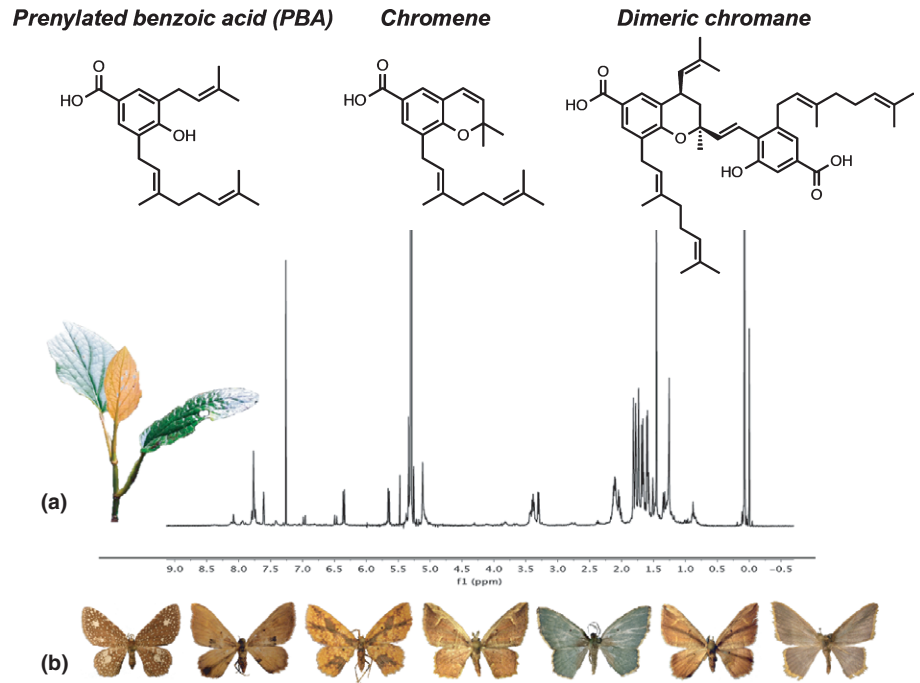 Prenylated benzoic acid (PBA) Chromene Dimeric chromane
O
HO
OH
O
HO
O
O
HO
O
HO
OH
O
(a)
9.0 8.5 7.5 7.0 6.5 6.0 5.5 5.0 4.5 4.0 3.5 3.0 2.5 2.0 1.5 1.0 0.5 0.0 −0.5
f1 (ppm)
(b)